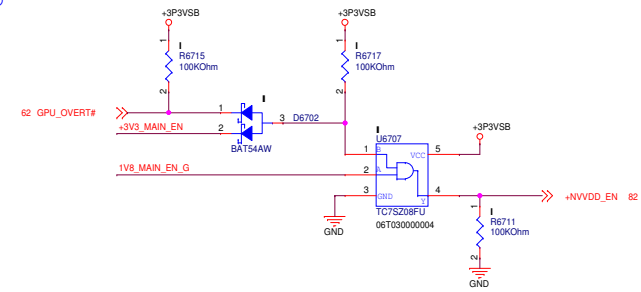 +3P3VSB
+3P3VSB
1
I
R6715
100KOhm
2
1
I
R6717
100KOhm
2
62 GPU_OVERT#
1
I
3
D6702
+3V3_MAIN_EN
2
BAT54AW
I
U6707
+3P3VSB
1
B
VCC
5
1V8_MAIN_EN_G
2
A
3
GND
Y
4
+NVVDD_EN 82
TC7SZ08FU
06T030000004
GND
1
I
R6711
100KOhm
2
GND